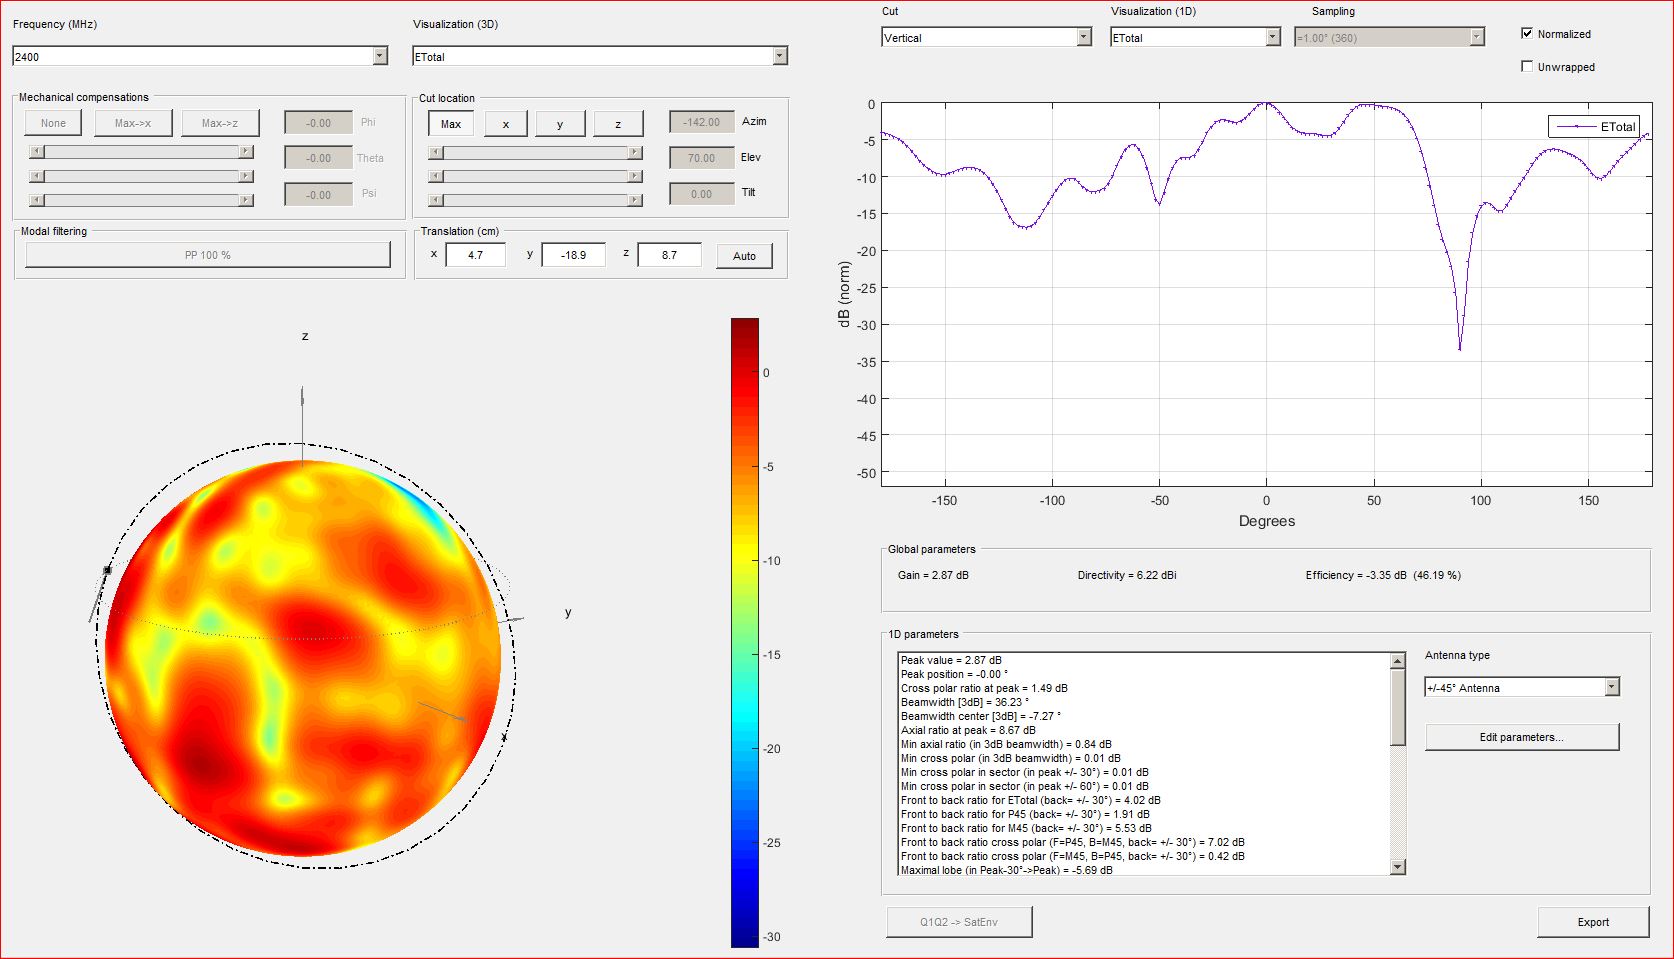 Frequency (MHz)
2400
Visualization (3D)
ETotal
Mechanical compensations
None Max->x Max->z
-0.00 Phi
-0.00 Theta
-0.00 Psi
Cut location
Max x y z
-142.00 Azim
70.00 Elev
0.00 Tilt
Modal filtering
PP 100 %
Translation (cm)
x 4.7 y -18.9 z 8.7 Auto
z
y
x
0
-5
-10
-15
-20
-25
-30
Cut
Vertical
Visualization (1D)
ETotal
Sampling
=1.00° (360)
Normalized
Unwrapped
ETotal
dB (norm)
0
-5
-10
-15
-20
-25
-30
-35
-40
-45
-50
-150 -100 -50 0 50 100 150
Degrees
Global parameters
Gain = 2.87 dB Directivity = 6.22 dBi Efficiency = -3.35 dB (46.19 %)
1D parameters
Peak value = 2.87 dB
Peak position = -0.00 °
Cross polar ratio at peak = 1.49 dB
Beamwidth [3dB] = 36.23 °
Beamwidth center [3dB] = -7.27 °
Axial ratio at peak = 8.67 dB
Min axial ratio (in 3dB beamwidth) = 0.84 dB
Min cross polar (in 3dB beamwidth) = 0.01 dB
Min cross polar in sector (in peak +/- 30°) = 0.01 dB
Min cross polar in sector (in peak +/- 60°) = 0.01 dB
Front to back ratio for ETotal (back= +/- 30°) = 4.02 dB
Front to back ratio for P45 (back= +/- 30°) = 1.91 dB
Front to back ratio for M45 (back= +/- 30°) = 5.53 dB
Front to back ratio cross polar (F=P45, B=M45, back= +/- 30°) = 7.02 dB
Front to back ratio cross polar (F=M45, B=P45, back= +/- 30°) = 0.42 dB
Maximal lobe (in Peak-30°->Peak) = -5.69 dB
Antenna type
+/-45° Antenna
Edit parameters...
Q1Q2 -> SatEnv
Export